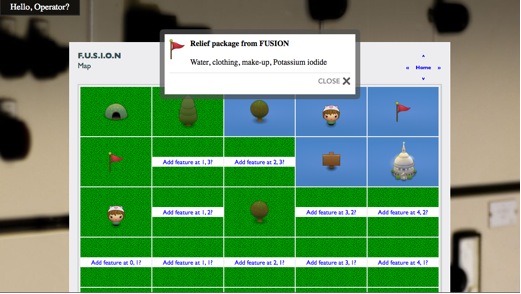 Hello, Operator?
Relief package from FUSION
Water, clothing, make-up, Potassium iodide
CLOSE
F.U.S.I.O.N
Map
« Home »
Add feature at 1, 3?
Add feature at 2, 3?
Add feature at 1, 2?
Add feature at 3, 2?
Add feature at 4, 2?
Add feature at 0, 1?
Add feature at 1, 1?
Add feature at 2, 1?
Add feature at 3, 1?
Add feature at 4, 1?